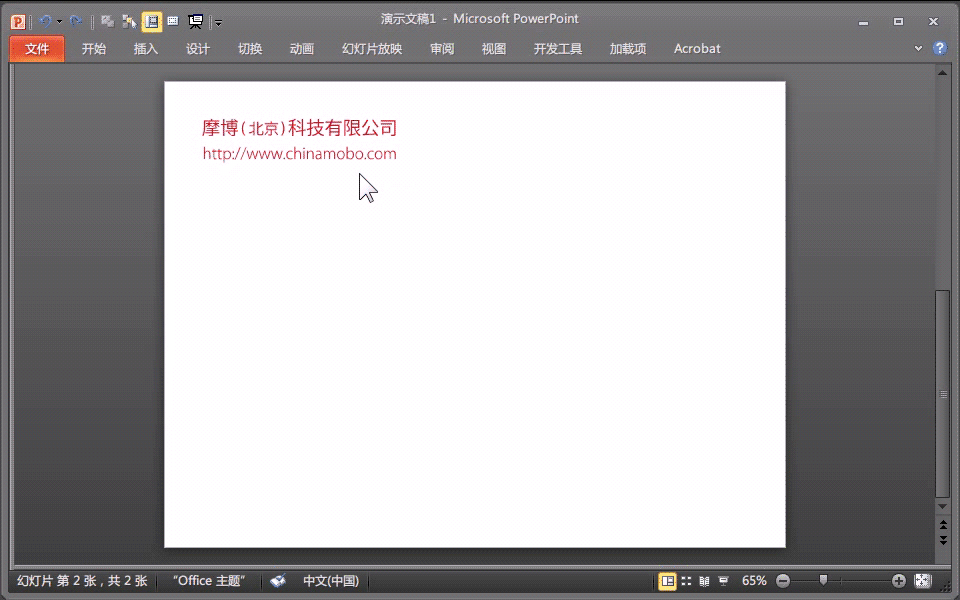 演示文稿1 - Microsoft PowerPoint
文件 开始 插入 设计 切换 动画 幻灯片放映 审阅 视图 开发工具 加载项 Acrobat
摩博(北京)科技有限公司
http://www.chinamobo.com
幻灯片 第 2 张，共 2 张 “Office 主题” 中文(中国) 65%